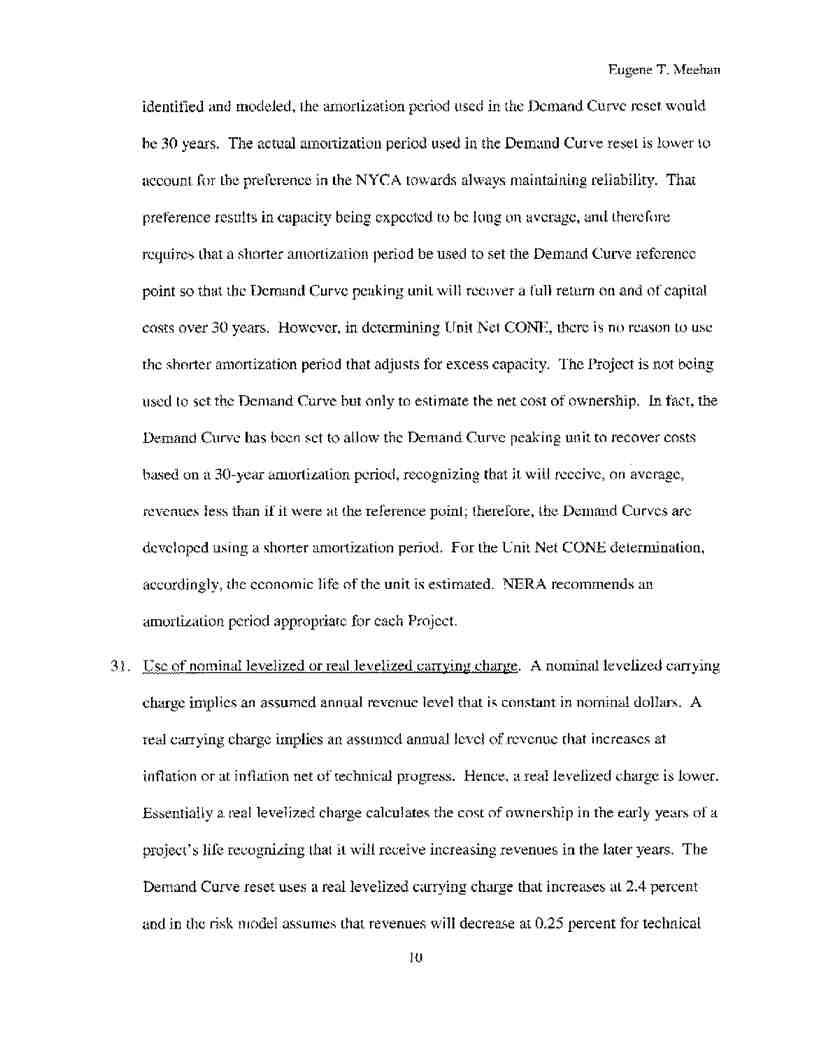 Eugene T. Meehan
identified and modeled, the amortization period used in the Demand Curve reset would
be 30 years. The actual amortization period used in the Demand Curve reset is lower to
account for the preference in the NYCA towards always maintaining reliability. That
preference results in capacity being expected to be long on average, and therefore
requires that a shorter amortization period be used to set the Demand Curve reference
point so that the Demand Curve peaking unit will recover a full return on and of capital
costs over 30 years. However, in determining Unit Net CONE, there is no reason to use
the shorter amortization period that adjusts for excess capacity. The Project is not being
used to set the Demand Curve but only to estimate the net cost of ownership. In fact, the
Demand Curve has been set to allow the Demand Curve peaking unit to recover costs
based on a 30-year amortization period, recognizing that it will receive, on average,
revenues less than if it were at the reference point; therefore, the Demand Curves are
developed using a shorter amortization period. For the Unit Net CONE determination,
accordingly, the economic life of the unit is estimated. NERA recommends an
amortization period appropriate for each Project.
31. Use of nominal levelized or real levelized carrying charge. A nominal levelized carrying
charge implies an assumed annual revenue level that is constant in nominal dollars. A
real carrying charge implies an assumed annual level of revenue that increases at
inflation or at inflation net of technical progress. Hence, a real levelized charge is lower.
Essentially a real levelized charge calculates the cost of ownership in the early years of a
project's life recognizing that it will receive increasing revenues in the later years. The
Demand Curve reset uses a real levelized carrying charge that increases at 2.4 percent
and in the risk model assumes that revenues will decrease at 0.25 percent for technical
10